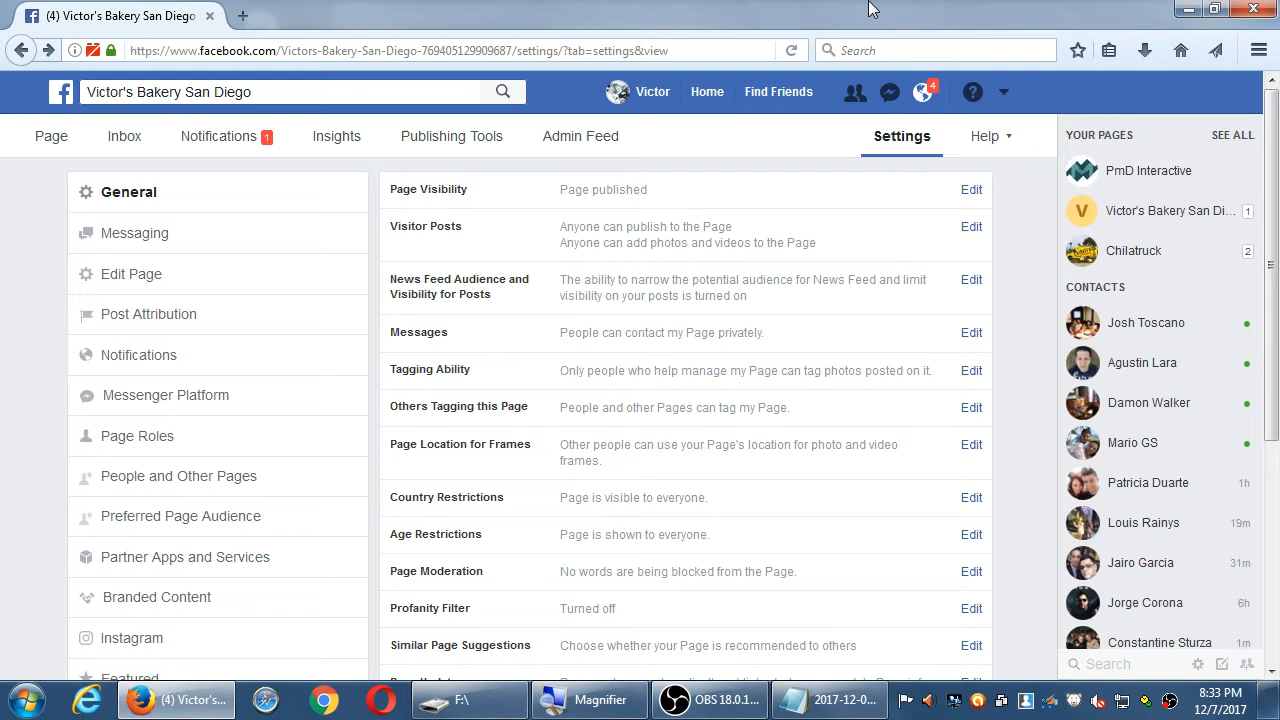 (4) Victor's Bakery San Diego
https://www.facebook.com/Victors-Bakery-San-Diego-769405129909687/settings/?tab=settings&view
Search
Victor's Bakery San Diego
Victor
Home
Find Friends
4
Page
Inbox
Notifications 1
Insights
Publishing Tools
Admin Feed
Settings
Help
General
Messaging
Edit Page
Post Attribution
Notifications
Messenger Platform
Page Roles
People and Other Pages
Preferred Page Audience
Partner Apps and Services
Branded Content
Instagram
Featured
Page Visibility
Page published
Edit
Visitor Posts
Anyone can publish to the Page
Anyone can add photos and videos to the Page
Edit
News Feed Audience and
Visibility for Posts
The ability to narrow the potential audience for News Feed and limit
visibility on your posts is turned on
Edit
Messages
People can contact my Page privately.
Edit
Tagging Ability
Only people who help manage my Page can tag photos posted on it.
Edit
Others Tagging this Page
People and other Pages can tag my Page.
Edit
Page Location for Frames
Other people can use your Page's location for photo and video
frames.
Edit
Country Restrictions
Page is visible to everyone.
Edit
Age Restrictions
Page is shown to everyone.
Edit
Page Moderation
No words are being blocked from the Page.
Edit
Profanity Filter
Turned off
Edit
Similar Page Suggestions
Choose whether your Page is recommended to others
Edit
YOUR PAGES
SEE ALL
PmD Interactive
V
Victor's Bakery San Di...
1
Chilatruck
2
CONTACTS
Josh Toscano
Agustin Lara
Damon Walker
Mario GS
Patricia Duarte
1h
Louis Rainys
19m
Jairo Garcia
31m
Jorge Corona
6h
Constantine Sturza
1m
Search
(4) Victor's...
F:\
Magnifier
OBS 18.0.1...
2017-12-0...
8:33 PM
12/7/2017